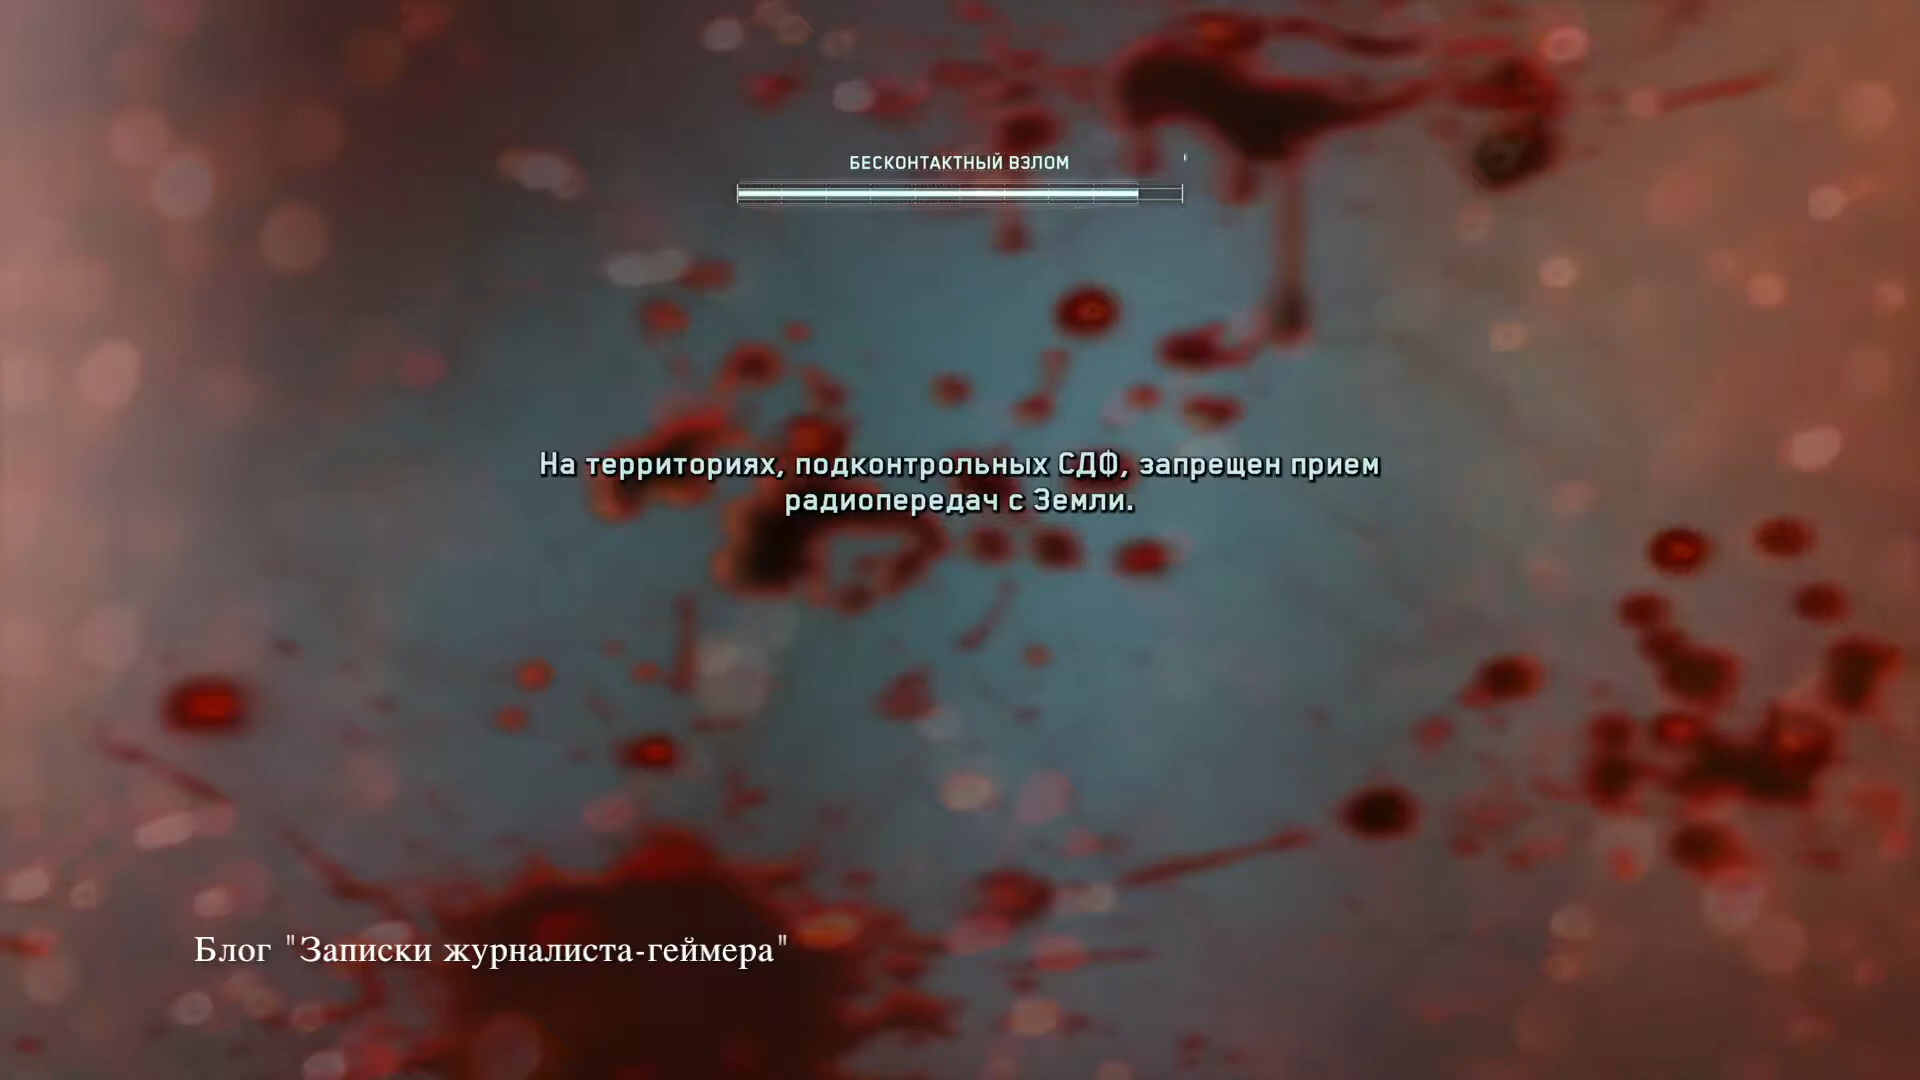 БЕСКОНТАКТНЫЙ ВЗЛОМ
На территориях, подконтрольных СДФ, запрещен прием
радиопередач с Земли.
Блог "Записки журналиста-геймера"